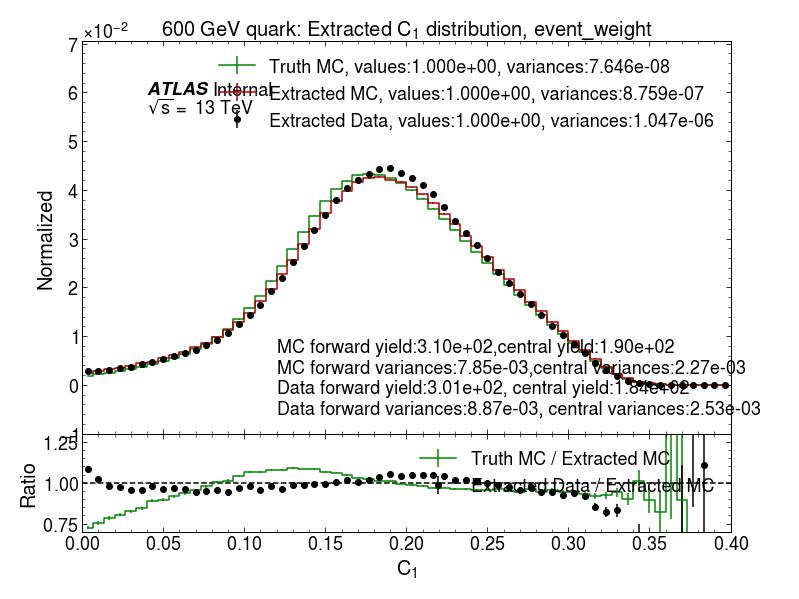 ×10⁻²
600 GeV quark: Extracted C₁ distribution, event_weight
7
Truth MC, values:1.000e+00, variances:7.646e-08
ATLAS Internal
Extracted MC, values:1.000e+00, variances:8.759e-07
√s = 13 TeV
Extracted Data, values:1.000e+00, variances:1.047e-06
6
5
4
3
2
1
0
1
Normalized
MC forward yield:3.10e+02,central yield:1.90e+02
MC forward variances:7.85e-03,central variances:2.27e-03
Data forward yield:3.01e+02, central yield:1.84e+02
Data forward variances:8.87e-03, central variances:2.53e-03
1.25
1.00
0.75
Ratio
Truth MC / Extracted MC
Extracted Data / Extracted MC
0.00 0.05 0.10 0.15 0.20 0.25 0.30 0.35 0.40
C₁